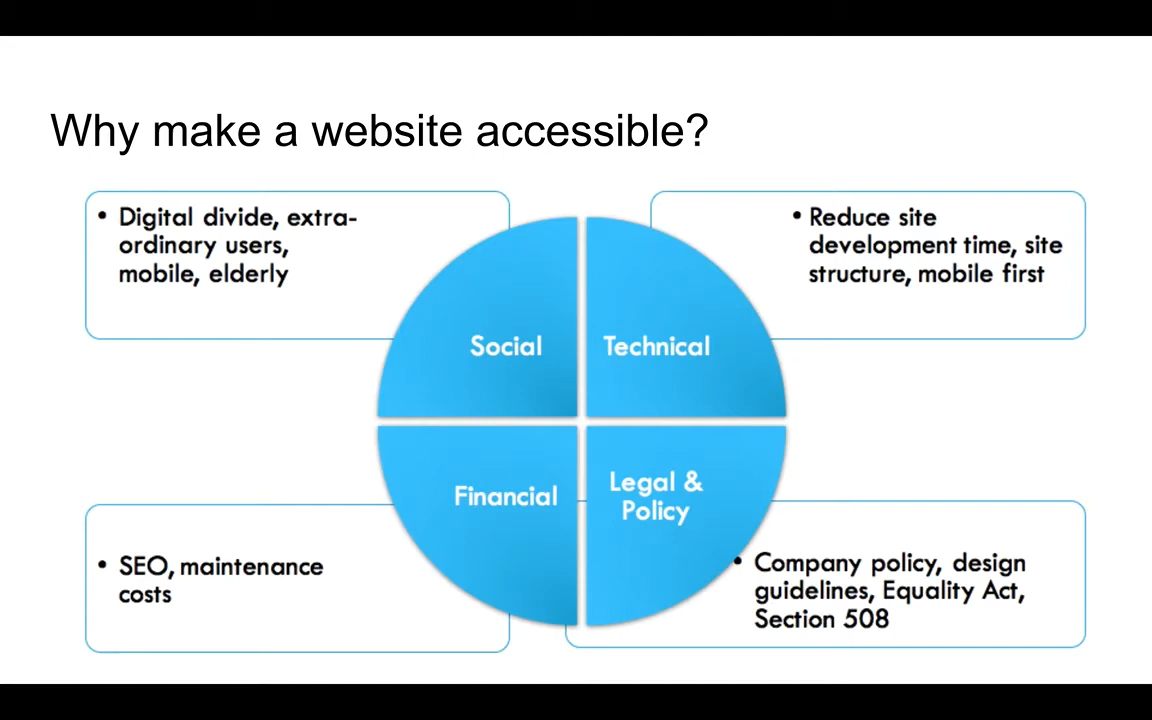 Why make a website accessible?
• Digital divide, extra-
ordinary users,
mobile, elderly
• Reduce site
development time, site
structure, mobile first
Social
Technical
Financial
Legal &
Policy
• SEO, maintenance
costs
• Company policy, design
guidelines, Equality Act,
Section 508